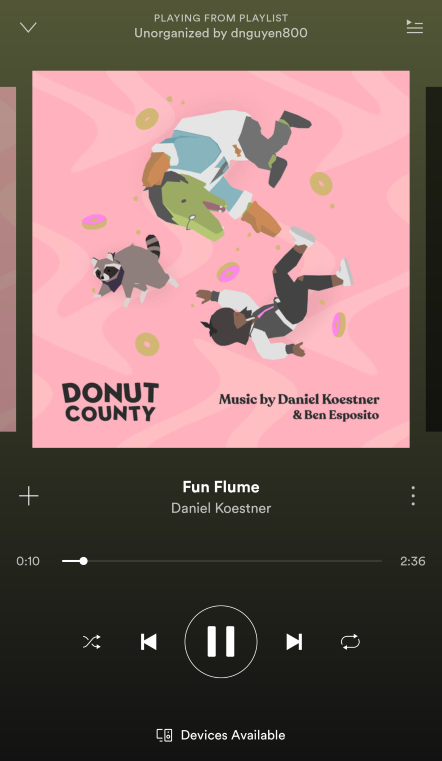 PLAYING FROM PLAYLIST
Unorganized by dnguyen800
DONUT
COUNTY
Music by Daniel Koestner
& Ben Esposito
Fun Flume
Daniel Koestner
0:10
2:36
Devices Available